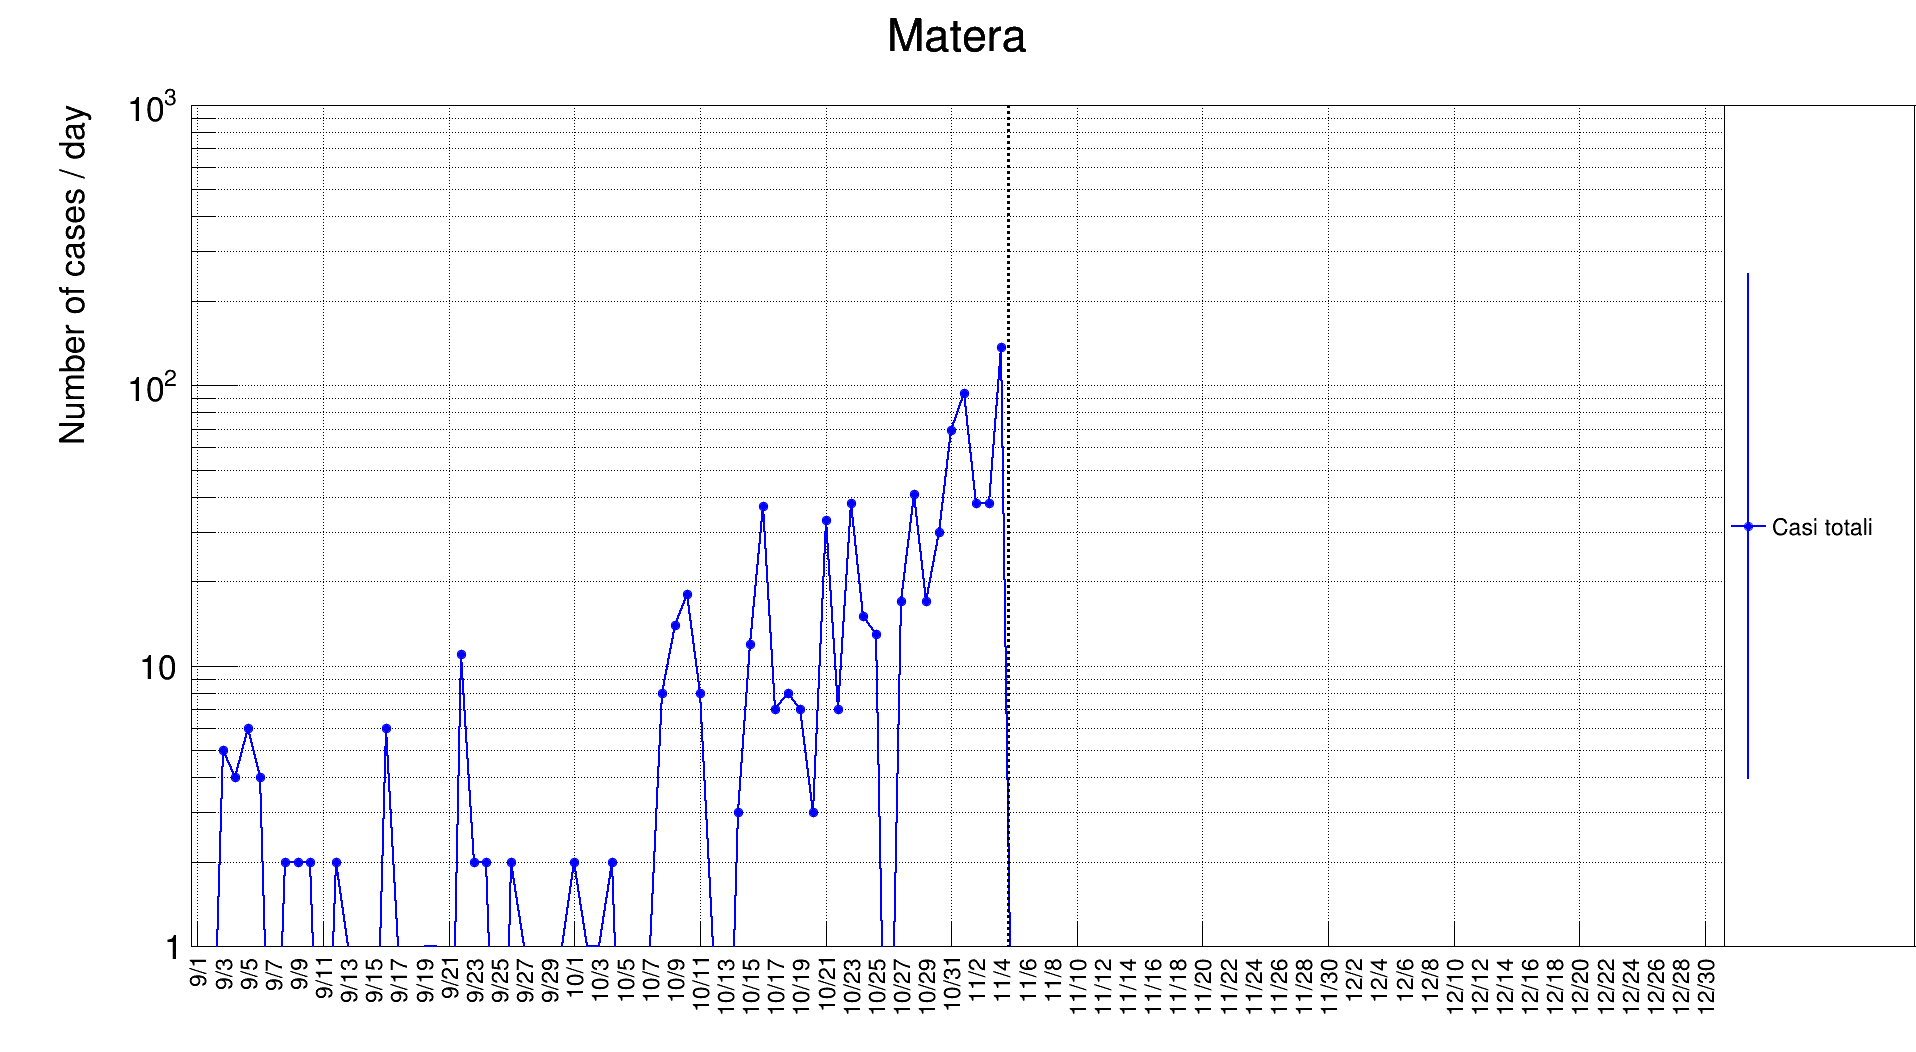 Matera
Number of cases / day
10³
10²
10
1
9/1 9/3 9/5 9/7 9/9 9/11 9/13 9/15 9/17 9/19 9/21 9/23 9/25 9/27 9/29 10/1 10/3 10/5 10/7 10/9 10/11 10/13 10/15 10/17 10/19 10/21 10/23 10/25 10/27 10/29 10/31 11/2 11/4 11/6 11/8 11/10 11/12 11/14 11/16 11/18 11/20 11/22 11/24 11/26 11/28 11/30 12/2 12/4 12/6 12/8 12/10 12/12 12/14 12/16 12/18 12/20 12/22 12/24 12/26 12/28 12/30
Casi totali